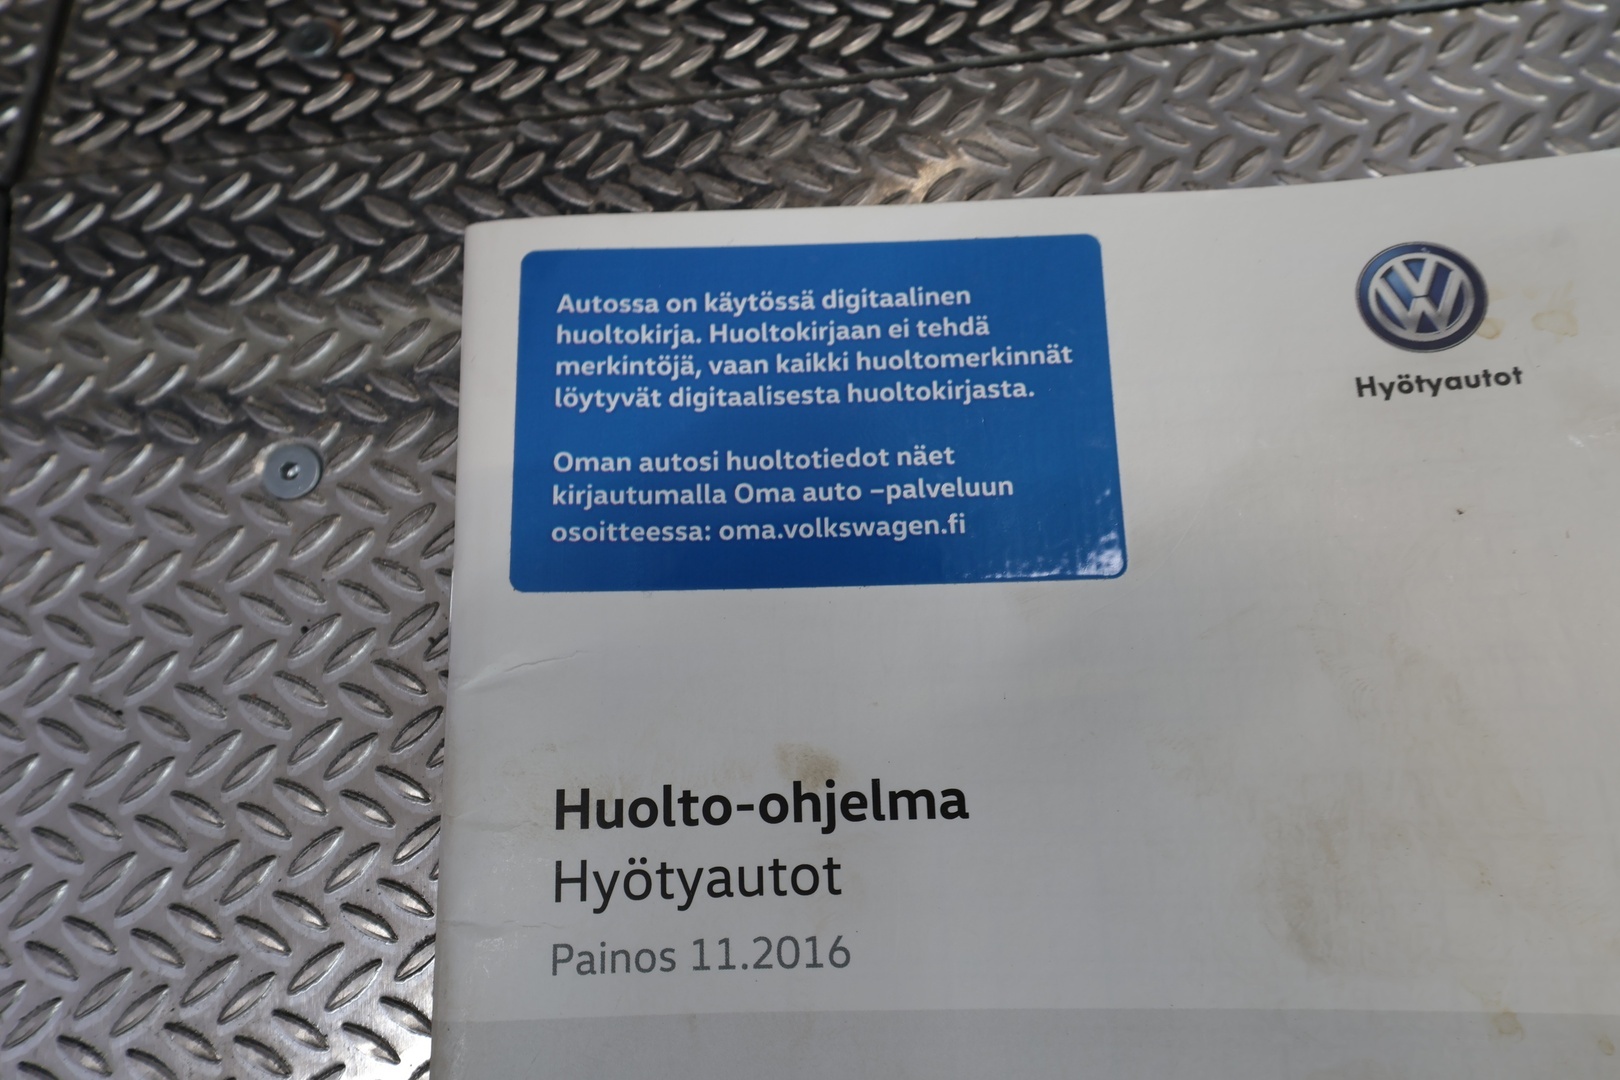 Autossa on käytössä digitaalinen
huoltokirja. Huoltokirjaan ei tehdä
merkintöjä, vaan kaikki huoltomerkinnät
löytyvät digitaalisesta huoltokirjasta.
Oman autosi huoltotiedot näet
kirjautumalla Oma auto –palveluun
osoitteessa: oma.volkswagen.fi
Hyötyautot
Huolto-ohjelma
Hyötyautot
Painos 11.2016